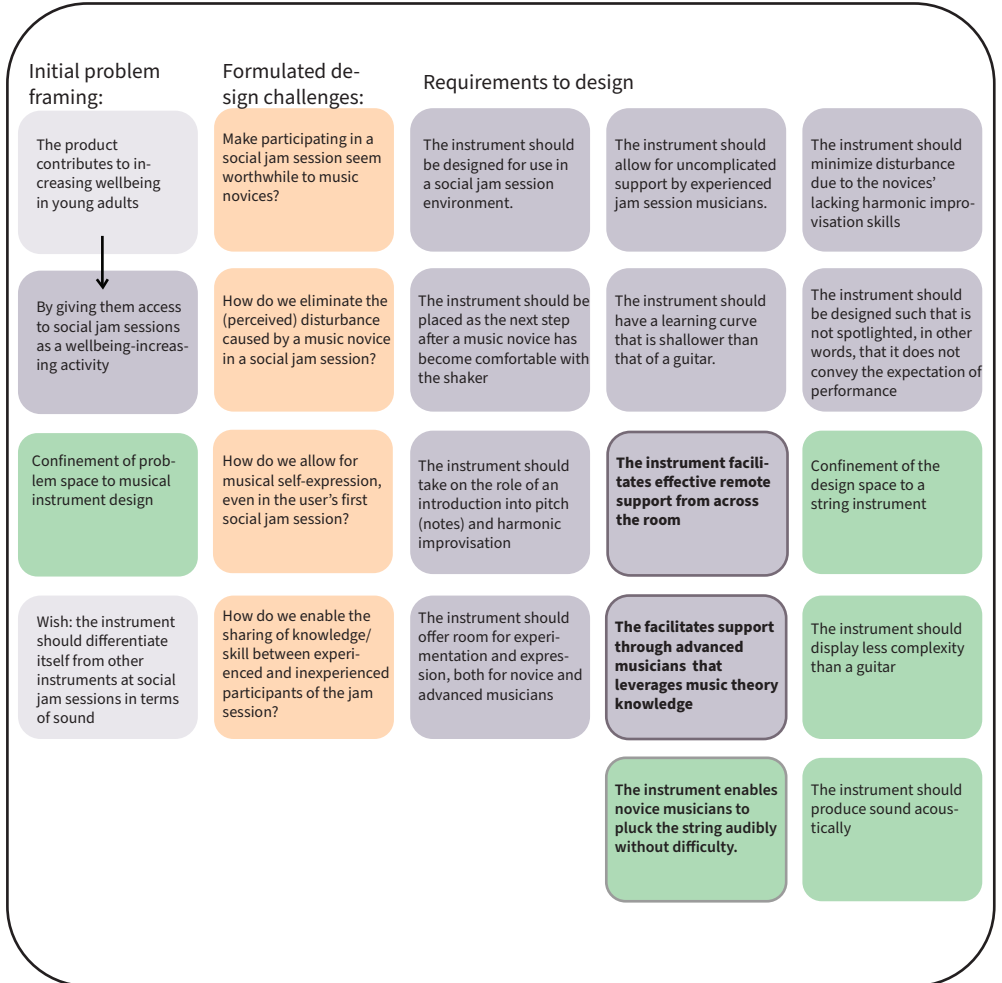 Initial problem
framing:
Formulated de-
sign challenges:
Requirements to design
The product
contributes to in-
creasing wellbeing
in young adults
Make participating in a
social jam session seem
worthwhile to music
novices?
The instrument should
be designed for use in
a social jam session
environment.
The instrument should
allow for uncomplicated
support by experienced
jam session musicians.
The instrument should
minimize disturbance
due to the novices’
lacking harmonic impro-
visation skills
By giving them access
to social jam sessions
as a wellbeing-increas-
ing activity
How do we eliminate the
(perceived) disturbance
caused by a music novice
in a social jam session?
The instrument should be
placed as the next step
after a music novice has
become comfortable with
the shaker
The instrument should
have a learning curve
that is shallower than
that of a guitar.
The instrument should
be designed such that is
not spotlighted, in other
words, that it does not
convey the expectation of
performance
Confinement of prob-
lem space to musical
instrument design
How do we allow for
musical self-expression,
even in the user’s first
social jam session?
The instrument should
take on the role of an
introduction into pitch
(notes) and harmonic
improvisation
The instrument facili-
tates effective remote
support from across
the room
Confinement of the
design space to a
string instrument
Wish: the instrument
should differentiate
itself from other
instruments at social
jam sessions in terms
of sound
How do we enable the
sharing of knowledge/
skill between experi-
enced and inexperienced
participants of the jam
session?
The instrument should
offer room for experi-
mentation and expres-
sion, both for novice and
advanced musicians
The facilitates support
through advanced
musicians that
leverages music theory
knowledge
The instrument should
display less complexity
than a guitar
The instrument enables
novice musicians to
pluck the string audibly
without difficulty.
The instrument should
produce sound acous-
tically